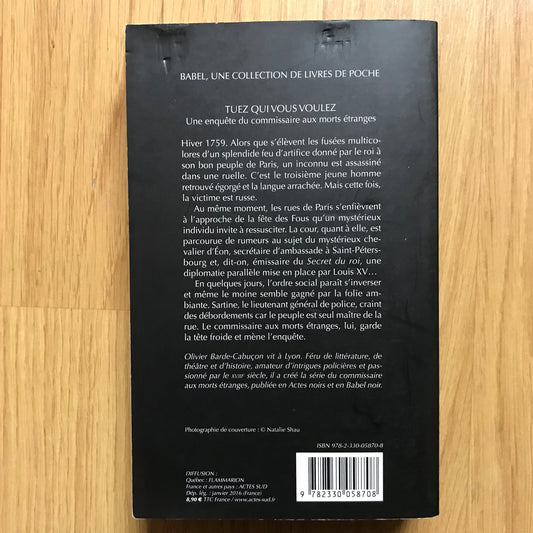 BABEL, UNE COLLECTION DE LIVRES DE POCHE
TUEZ QUI VOUS VOULEZ
Une enquête du commissaire aux morts étranges
Hiver 1759. Alors que s'élèvent les fusées multico-
lores d'un splendide feu d'artifice donné par le roi à
son bon peuple de Paris, un inconnu est assassiné
dans une ruelle. C'est le troisième jeune homme
retrouvé égorgé et la langue arrachée. Mais cette fois,
la victime est russe.
Au même moment, les rues de Paris s'enfièvrent
à l'approche de la fête des Fous qu'un mystérieux
individu invite à ressusciter. La cour, quant à elle, est
parcourue de rumeurs au sujet du mystérieux che-
valier d'Éon, secrétaire d'ambassade à Saint-Péters-
bourg et, dit-on, émissaire du Secret du roi, une
diplomatie parallèle mise en place par Louis XV…
En quelques jours, l'ordre social paraît s'inverser
et même le moine semble gagné par la folie am-
biante. Sartine, le lieutenant général de police, craint
des débordements car le peuple est seul maître de la
rue. Le commissaire aux morts étranges, lui, garde
la tête froide et mène l'enquête.
Olivier Barde-Cabuçon vit à Lyon. Féru de littérature, de
théâtre et d'histoire, amateur d'intrigues policières et pas-
sionné par le XVIIIe siècle, il a créé la série du commissaire
aux morts étranges, publiée en Actes noirs et en Babel noir.
Photographie de couverture : © Natalie Shau
ISBN 978-2-330-05870-8
DIFFUSION :
Québec : FLAMMARION
France et autres pays : ACTES SUD
Dép. lég. : janvier 2016 (France)
8,90 € TTC France / www.actes-sud.fr
9 782330 058708